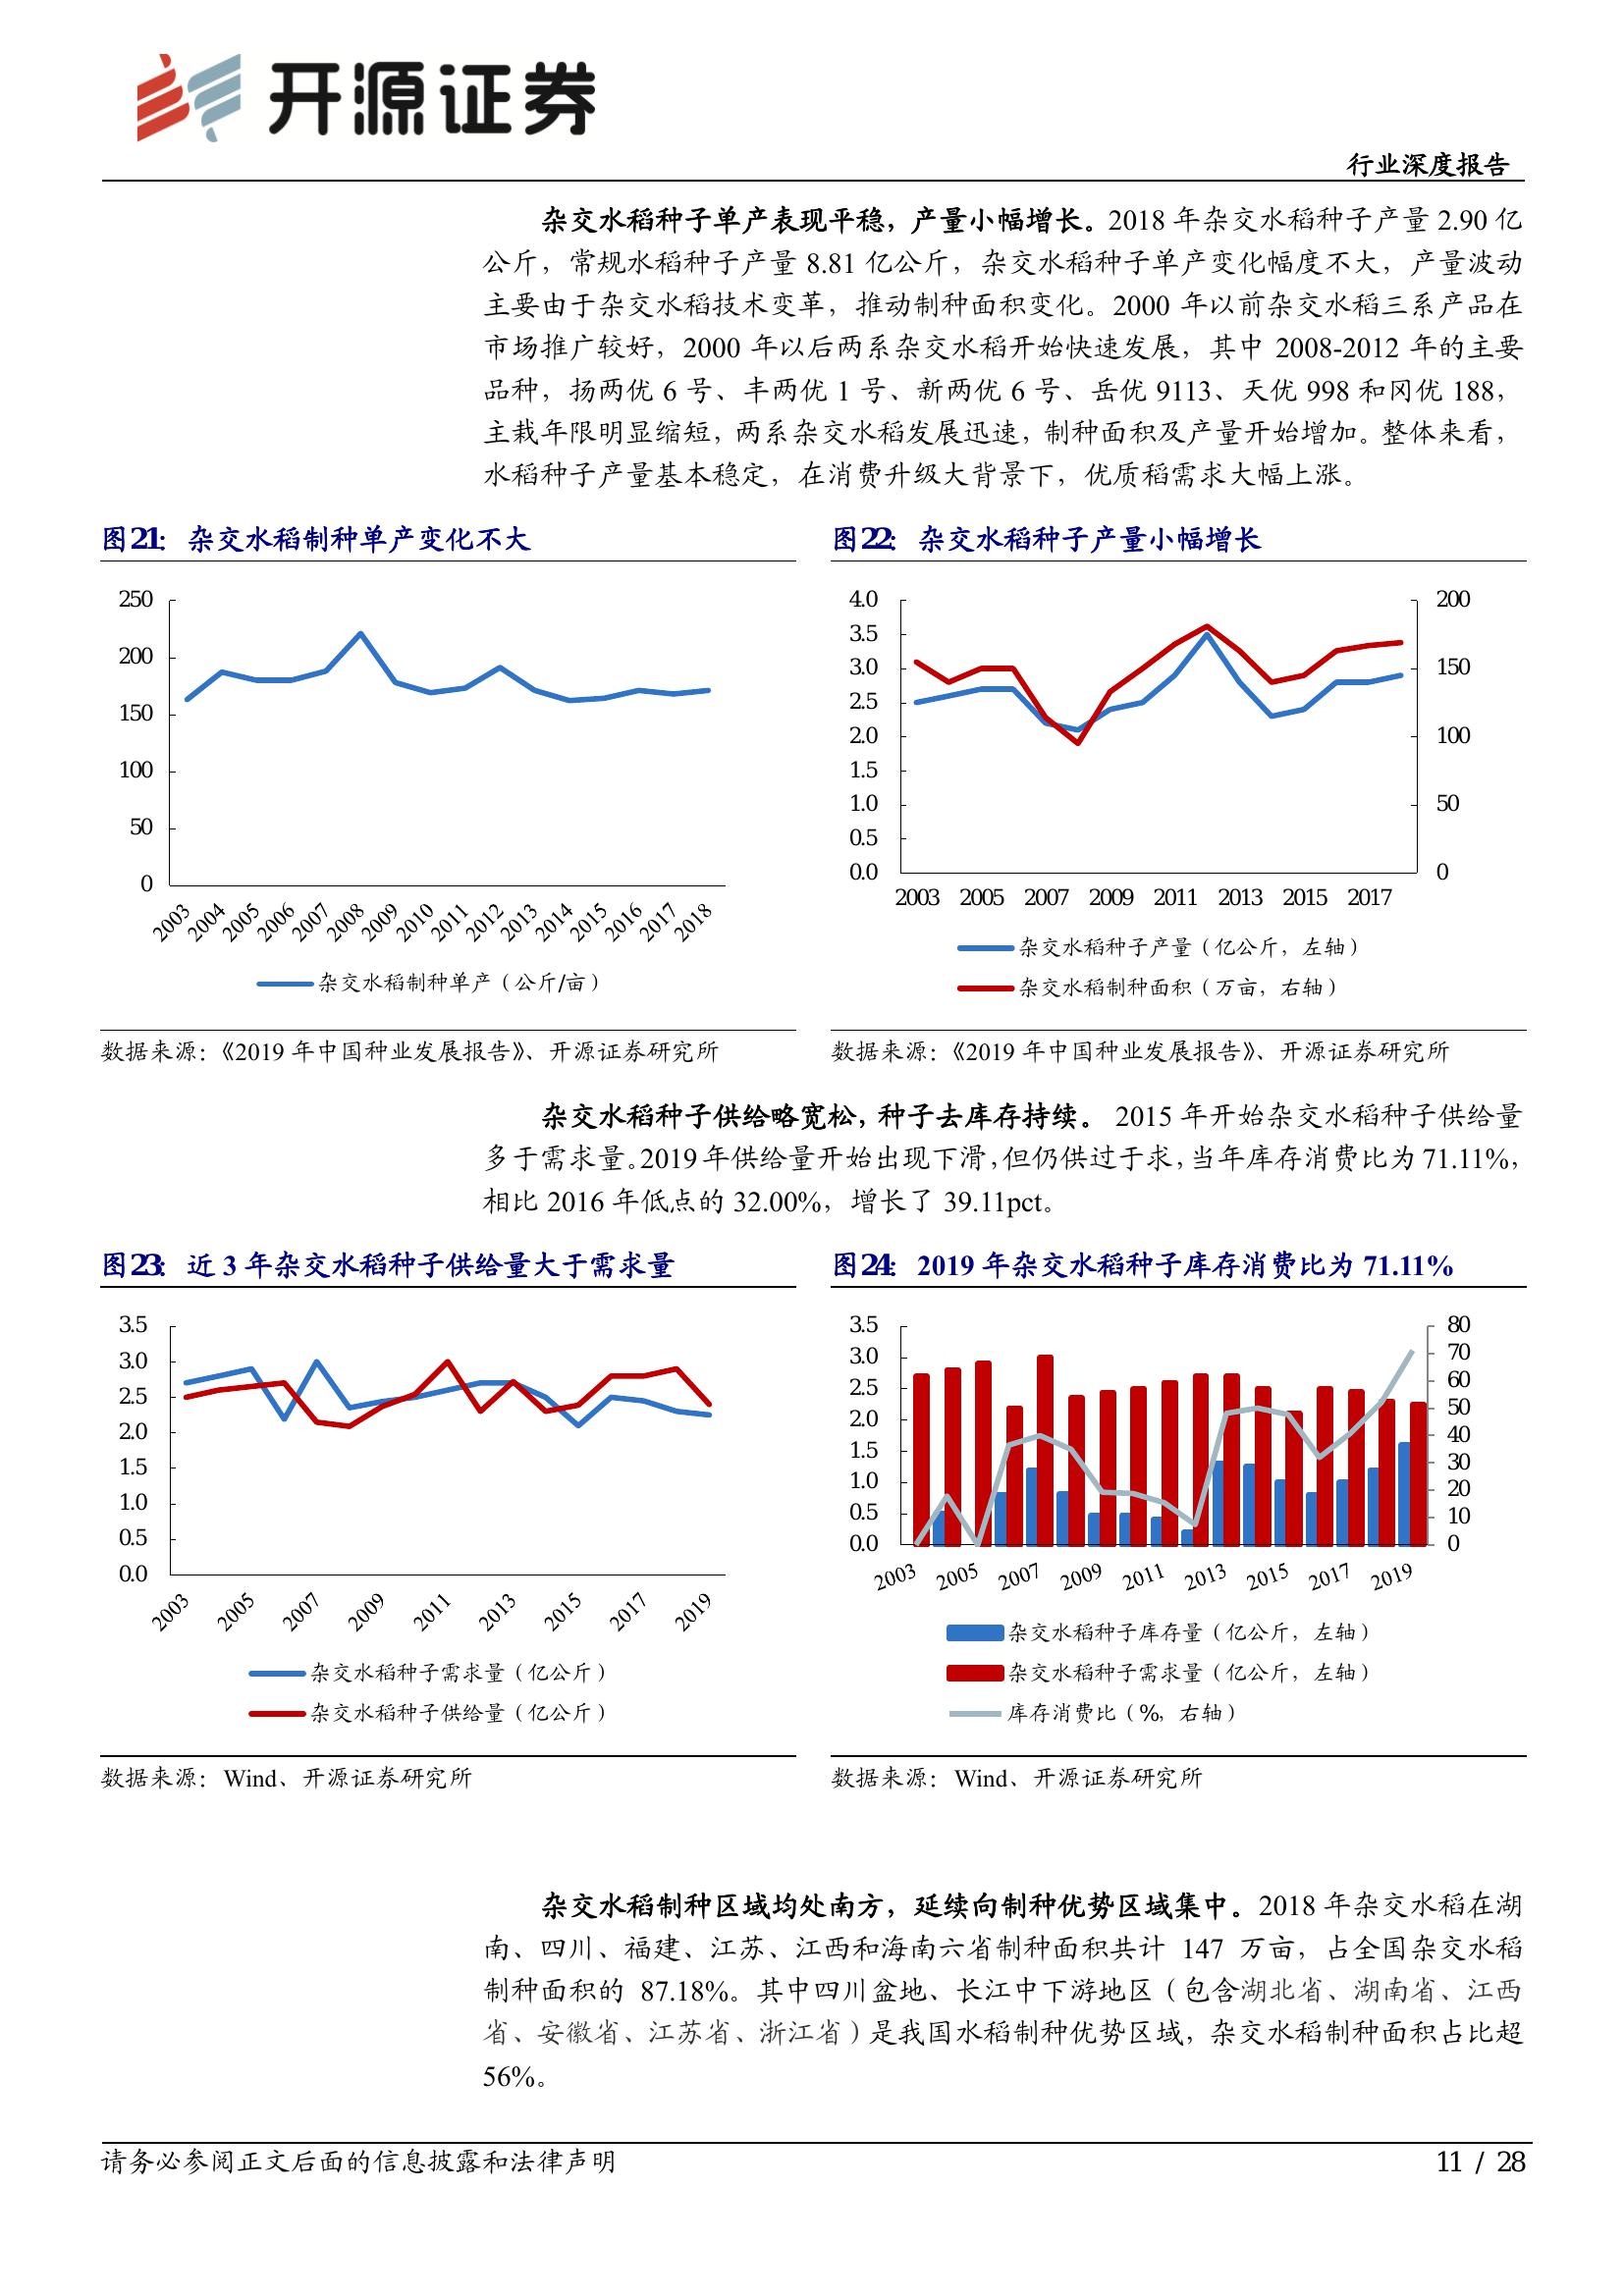 开源证券
行业深度报告
杂交水稻种子单产表现平稳，产量小幅增长。2018 年杂交水稻种子产量 2.90 亿
公斤，常规水稻种子产量 8.81 亿公斤，杂交水稻种子单产变化幅度不大，产量波动
主要由于杂交水稻技术变革，推动制种面积变化。2000 年以前杂交水稻三系产品在
市场推广较好，2000 年以后两系杂交水稻开始快速发展，其中 2008-2012 年的主要
品种，扬两优 6 号、丰两优 1 号、新两优 6 号、岳优 9113、天优 998 和冈优 188，
主栽年限明显缩短，两系杂交水稻发展迅速，制种面积及产量开始增加。整体来看，
水稻种子产量基本稳定，在消费升级大背景下，优质稻需求大幅上涨。
图21：杂交水稻制种单产变化不大
250
200
150
100
50
0
2003 2004 2005 2006 2007 2008 2009 2010 2011 2012 2013 2014 2015 2016 2017 2018
杂交水稻制种单产（公斤/亩）
数据来源：《2019 年中国种业发展报告》、开源证券研究所
图22：杂交水稻种子产量小幅增长
4.0
3.5
3.0
2.5
2.0
1.5
1.0
0.5
0.0
200
150
100
50
0
2003 2005 2007 2009 2011 2013 2015 2017
杂交水稻种子产量（亿公斤，左轴）
杂交水稻制种面积（万亩，右轴）
数据来源：《2019 年中国种业发展报告》、开源证券研究所
杂交水稻种子供给略宽松，种子去库存持续。 2015 年开始杂交水稻种子供给量
多于需求量。2019 年供给量开始出现下滑，但仍供过于求，当年库存消费比为 71.11%，
相比 2016 年低点的 32.00%，增长了 39.11pct。
图23：近 3 年杂交水稻种子供给量大于需求量
3.5
3.0
2.5
2.0
1.5
1.0
0.5
0.0
2003 2005 2007 2009 2011 2013 2015 2017 2019
杂交水稻种子需求量（亿公斤）
杂交水稻种子供给量（亿公斤）
数据来源：Wind、开源证券研究所
图24：2019 年杂交水稻种子库存消费比为 71.11%
3.5
3.0
2.5
2.0
1.5
1.0
0.5
0.0
80
70
60
50
40
30
20
10
0
2003 2005 2007 2009 2011 2013 2015 2017 2019
杂交水稻种子库存量（亿公斤，左轴）
杂交水稻种子需求量（亿公斤，左轴）
库存消费比（%，右轴）
数据来源：Wind、开源证券研究所
杂交水稻制种区域均处南方，延续向制种优势区域集中。2018 年杂交水稻在湖
南、四川、福建、江苏、江西和海南六省制种面积共计 147 万亩，占全国杂交水稻
制种面积的 87.18%。其中四川盆地、长江中下游地区（包含湖北省、湖南省、江西
省、安徽省、江苏省、浙江省）是我国水稻制种优势区域，杂交水稻制种面积占比超
56%。
请务必参阅正文后面的信息披露和法律声明
11 / 28